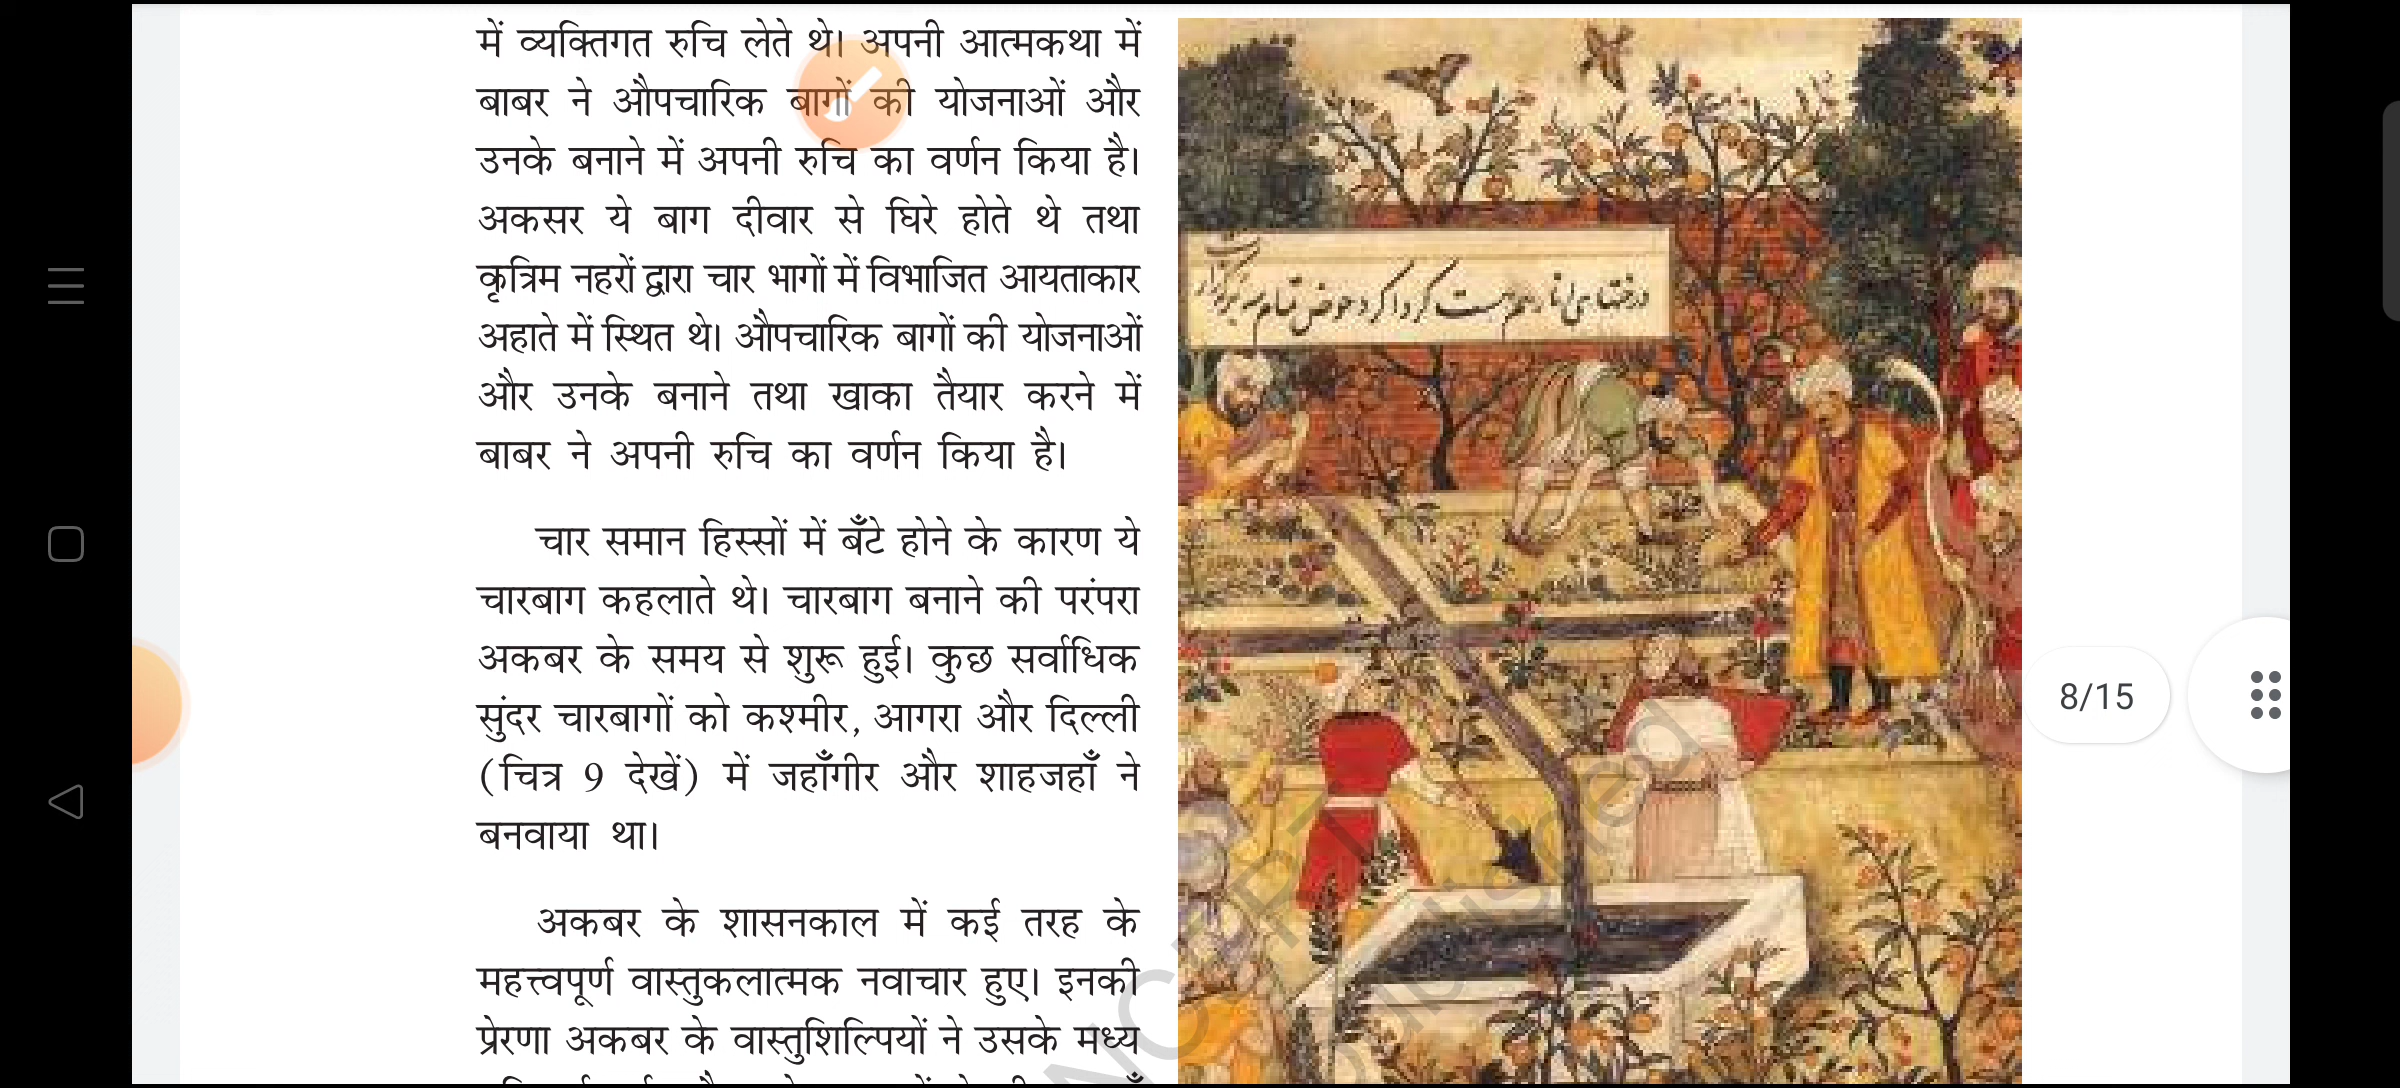 में व्यक्तिगत रुचि लेते थे। अपनी आत्मकथा में
बाबर ने औपचारिक बागों की योजनाओं और
उनके बनाने में अपनी रुचि का वर्णन किया है।
अकसर ये बाग दीवार से घिरे होते थे तथा
कृत्रिम नहरों द्वारा चार भागों में विभाजित आयताकार
अहाते में स्थित थे। औपचारिक बागों की योजनाओं
और उनके बनाने तथा खाका तैयार करने में
बाबर ने अपनी रुचि का वर्णन किया है।
चार समान हिस्सों में बँटे होने के कारण ये
चारबाग कहलाते थे। चारबाग बनाने की परंपरा
अकबर के समय से शुरू हुई। कुछ सर्वाधिक
सुंदर चारबागों को कश्मीर, आगरा और दिल्ली
(चित्र 9 देखें) में जहाँगीर और शाहजहाँ ने
बनवाया था।
अकबर के शासनकाल में कई तरह के
महत्त्वपूर्ण वास्तुकलात्मक नवाचार हुए। इनकी
प्रेरणा अकबर के वास्तुशिल्पियों ने उसके मध्य
8/15